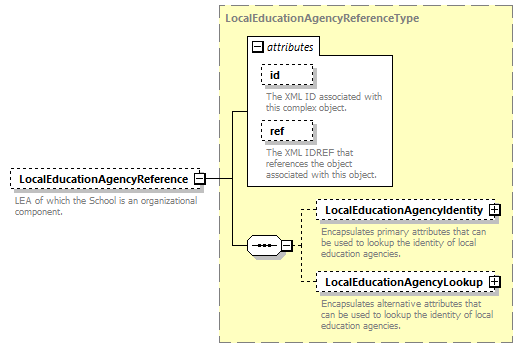 LocalEducationAgencyReferenceType
attributes
id
The XML ID associated with
this complex object.
ref
The XML IDREF that
references the object
associated with this object.
LocalEducationAgencyReference
LEA of which the School is an organizational
component.
LocalEducationAgencyIdentity
Encapsulates primary attributes that can
be used to lookup the identity of local
education agencies.
LocalEducationAgencyLookup
Encapsulates alternative attributes that
can be used to lookup the identity of local
education agencies.